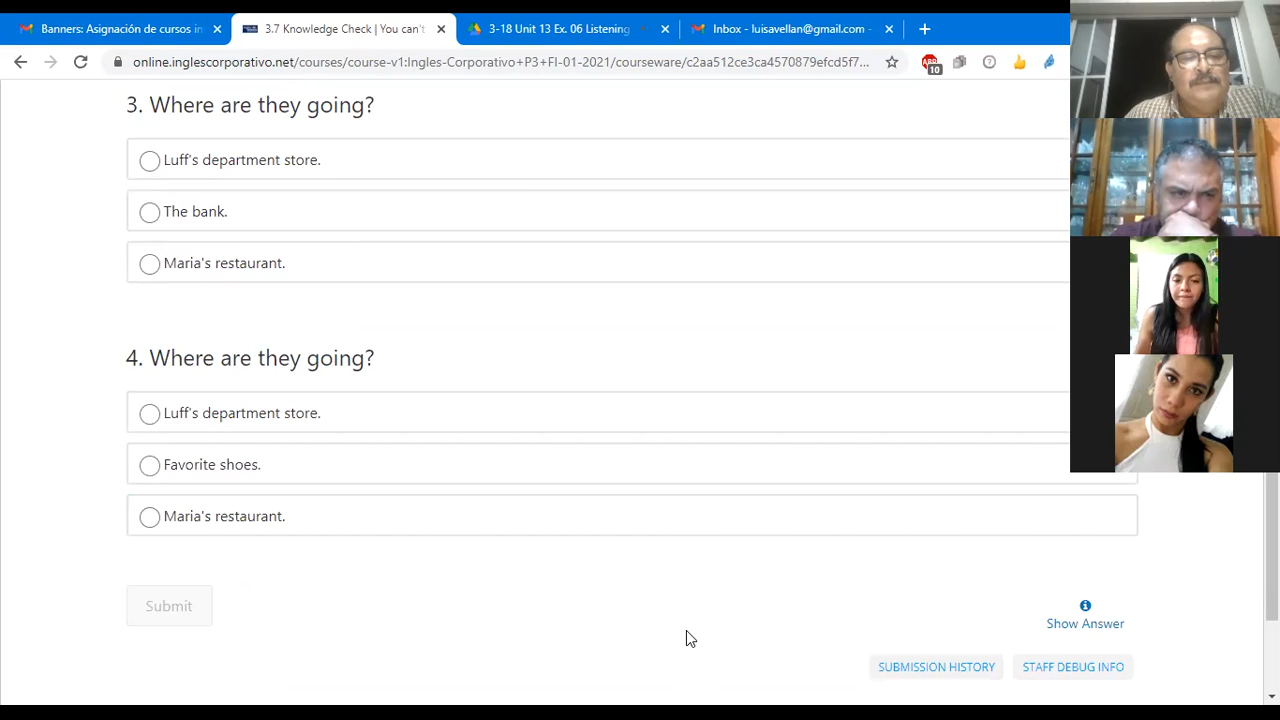 Banners: Asignación de cursos in
3.7 Knowledge Check | You can't
3-18 Unit 13 Ex. 06 Listening
Inbox - luisavellan@gmail.com -
online.inglescorporativo.net/courses/course-v1:Ingles-Corporativo+P3+FI-01-2021/courseware/c2aa512ce3ca4570879efcd5f7...
ABP
10
3. Where are they going?
Luff's department store.
The bank.
Maria's restaurant.
4. Where are they going?
Luff's department store.
Favorite shoes.
Maria's restaurant.
Submit
Show Answer
SUBMISSION HISTORY
STAFF DEBUG INFO